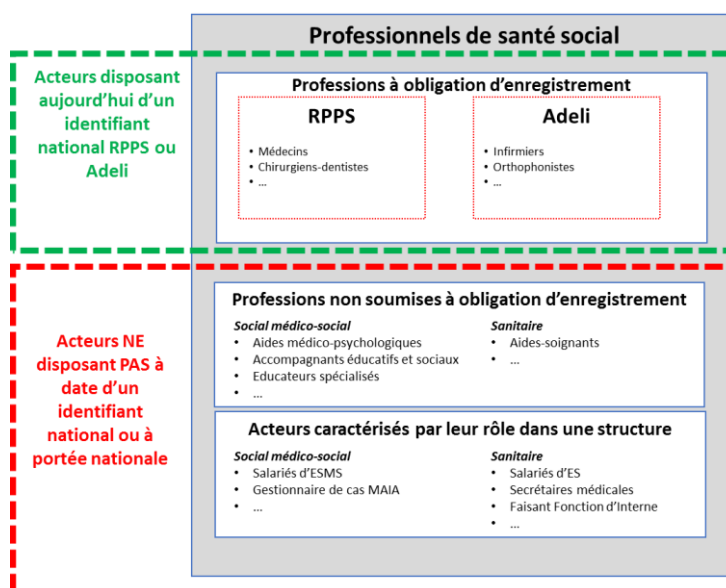 Professionnels de santé social
Acteurs disposant
aujourd'hui d'un
identifiant
national RPPS ou
Adeli
Professions à obligation d'enregistrement
RPPS
• Médecins
• Chirurgiens-dentistes
• ...
Adeli
• Infirmiers
• Orthophonistes
• ...
Acteurs NE
disposant PAS à
date d'un
identifiant
national ou à
portée nationale
Professions non soumises à obligation d'enregistrement
Social médico-social
• Aides médico-psychologiques
• Accompagnants éducatifs et sociaux
• Educateurs spécialisés
• ...
Sanitaire
• Aides-soignants
• ...
Acteurs caractérisés par leur rôle dans une structure
Social médico-social
• Salariés d'ESMS
• Gestionnaire de cas MAIA
• ...
Sanitaire
• Salariés d'ES
• Secrétaires médicales
• Faisant Fonction d'Interne
• ...